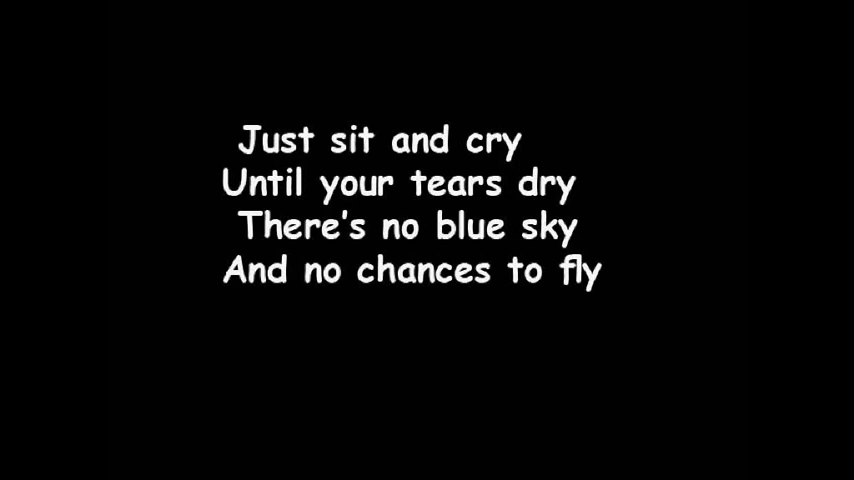 Just sit and cry
Until your tears dry
There's no blue sky
And no chances to fly